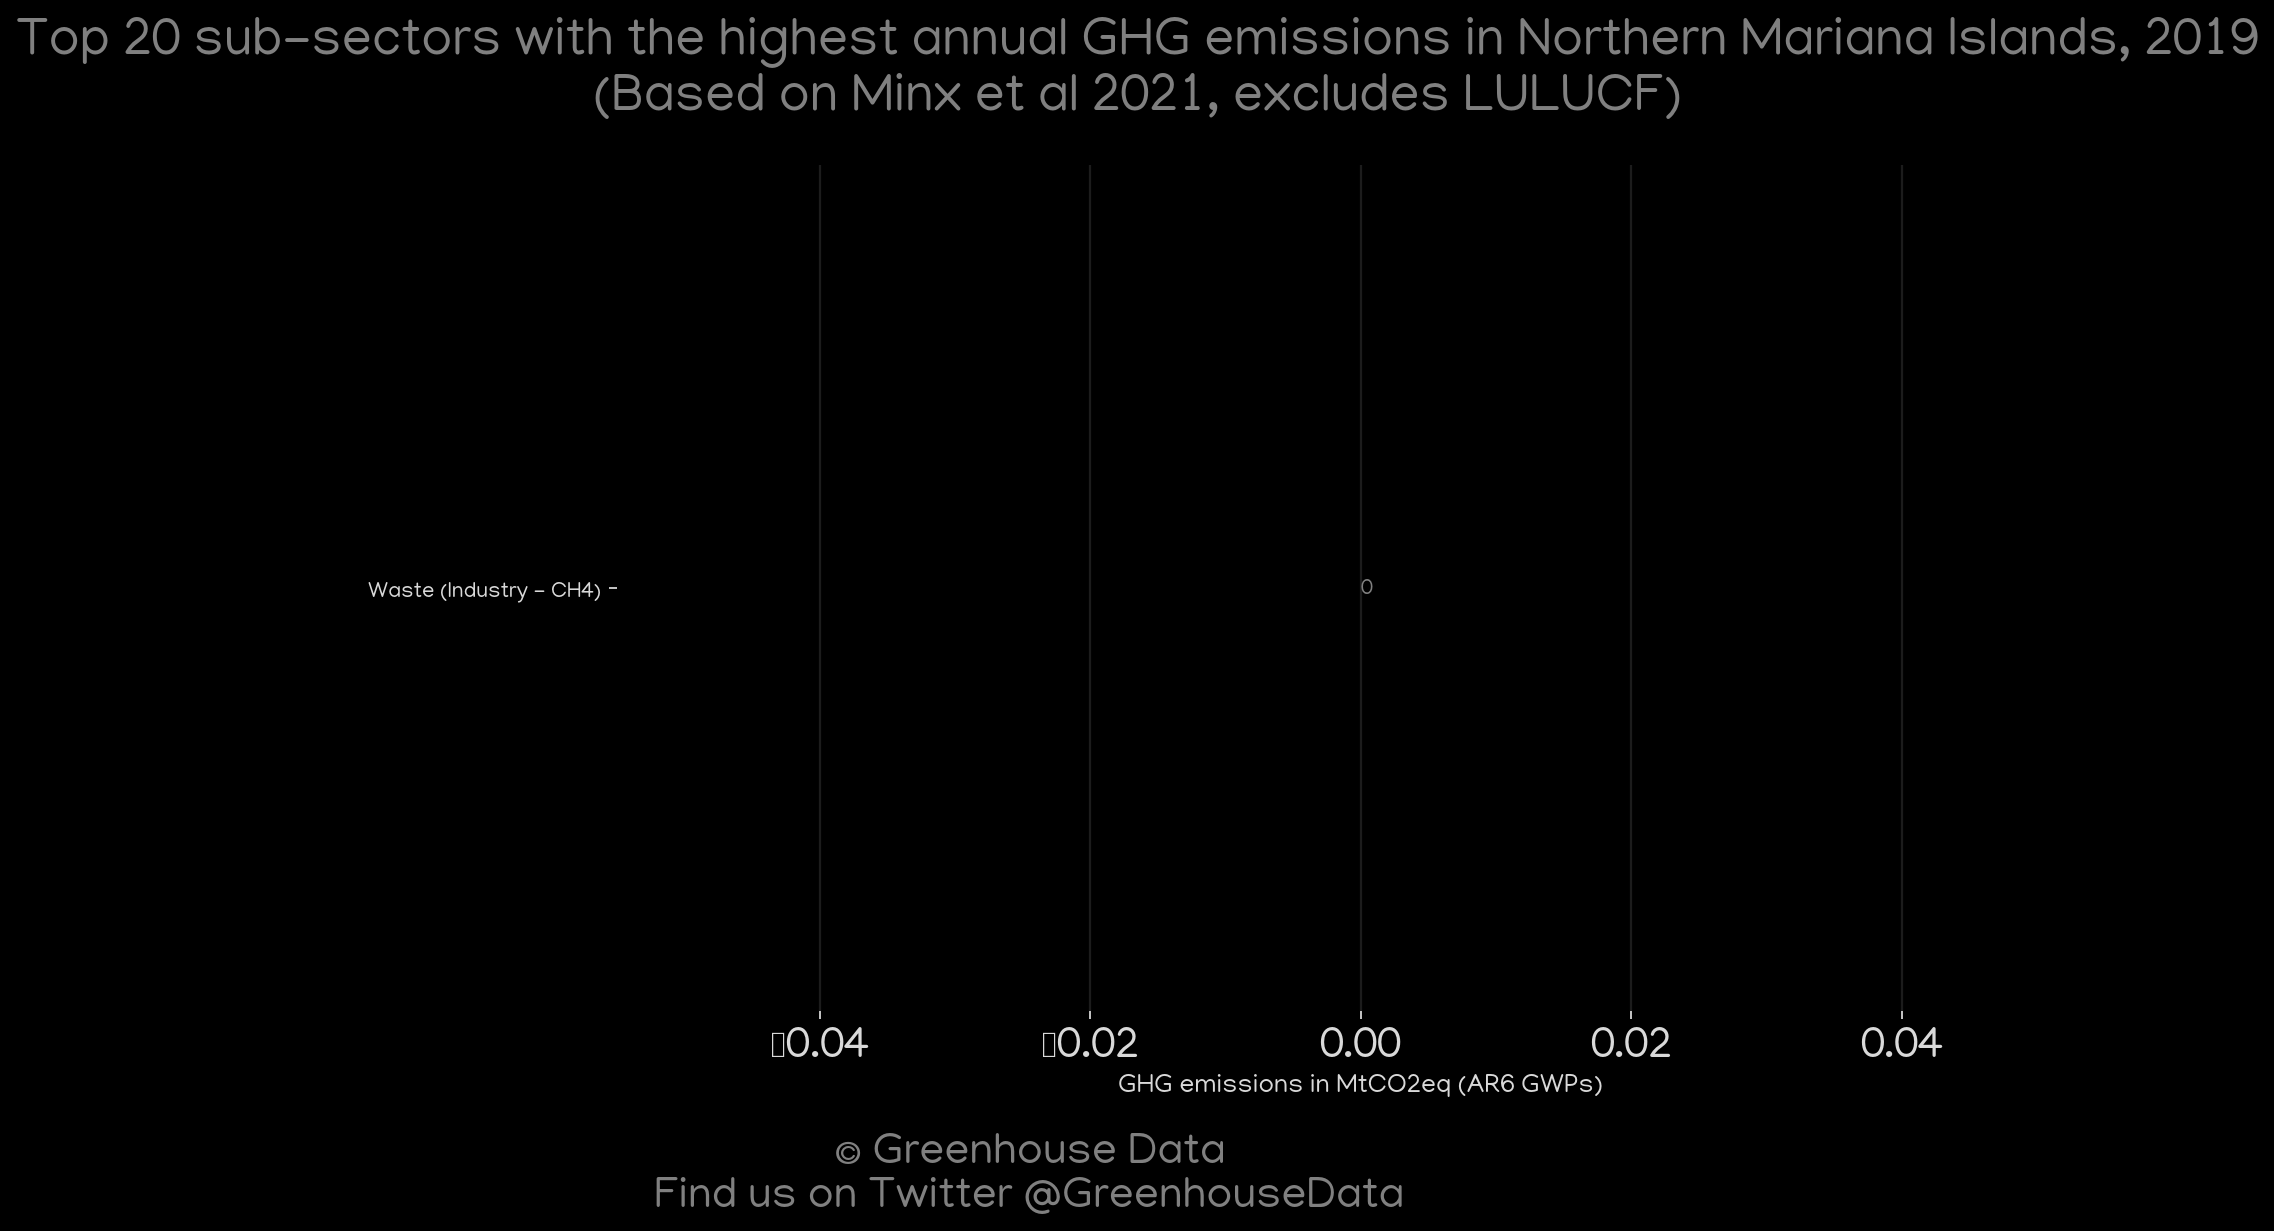 Top 20 sub-sectors with the highest annual GHG emissions in Northern Mariana Islands, 2019
(Based on Minx et al 2021, excludes LULUCF)
Waste (Industry - CH4)
0
▯0.04 ▯0.02 0.00 0.02 0.04
GHG emissions in MtCO2eq (AR6 GWPs)
© Greenhouse Data
Find us on Twitter @GreenhouseData